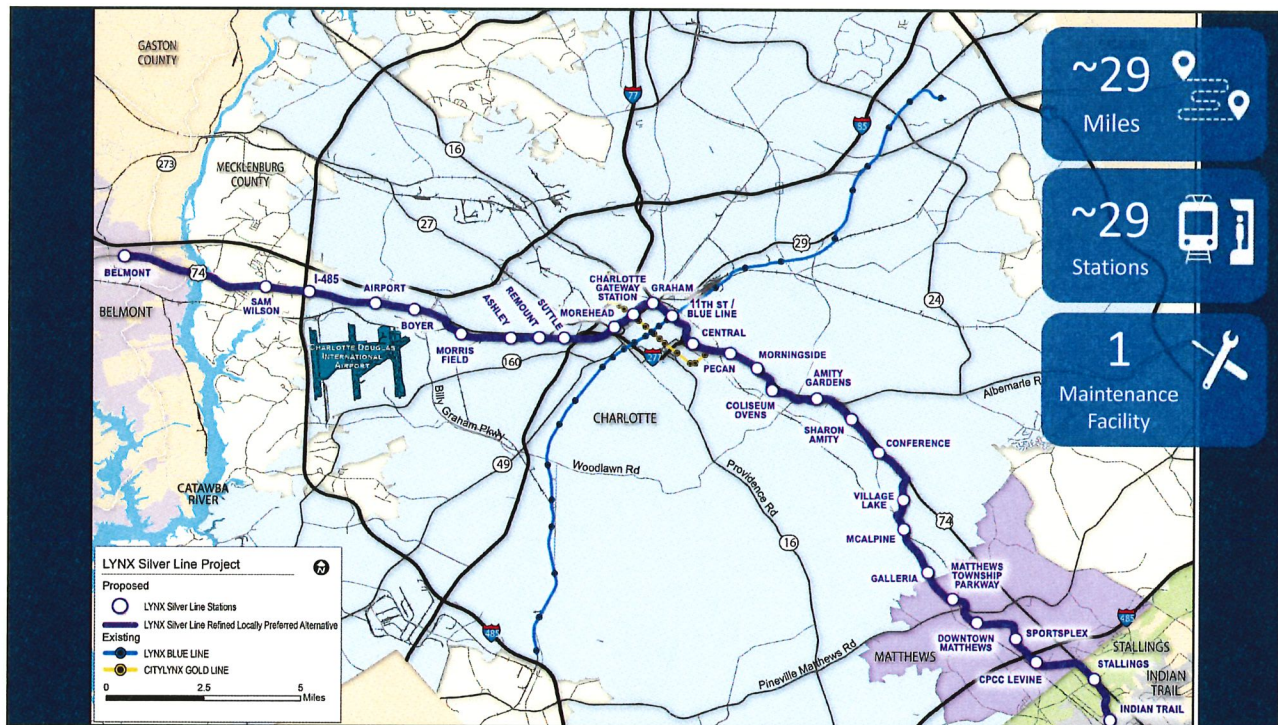 GASTON
COUNTY
273
MECKLENBURG
COUNTY
16
27
77
85
29
24
BELMONT
74
SAM
WILSON
I-485
AIRPORT
BOYER
MORRIS
FIELD
ASHLEY
REMOUNT
SUTTLE
MOREHEAD
CHARLOTTE
GATEWAY
STATION
GRAHAM
11TH ST /
BLUE LINE
CENTRAL
PECAN
MORNINGSIDE
COLISEUM
OVENS
AMITY
GARDENS
SHARON
AMITY
CONFERENCE
VILLAGE
LAKE
MCALPINE
GALLERIA
MATTHEWS
TOWNSHIP
PARKWAY
DOWNTOWN
MATTHEWS
SPORTSPLEX
CPCC LEVINE
STALLINGS
INDIAN TRAIL
BELMONT
CHARLOTTE DOUGLAS
INTERNATIONAL
AIRPORT
160
77
Billy Graham Pkwy
49
CHARLOTTE
Woodlawn Rd
Providence Rd
16
Albemarle R
74
CATAWBA
RIVER
485
Pineville Matthews Rd
MATTHEWS
485
STALLINGS
INDIAN
TRAIL
~29
Miles
~29
Stations
1
Maintenance
Facility
LYNX Silver Line Project
N
Proposed
LYNX Silver Line Stations
LYNX Silver Line Refined Locally Preferred Alternative
Existing
LYNX BLUE LINE
CITYLYNX GOLD LINE
0 2.5 5
Miles